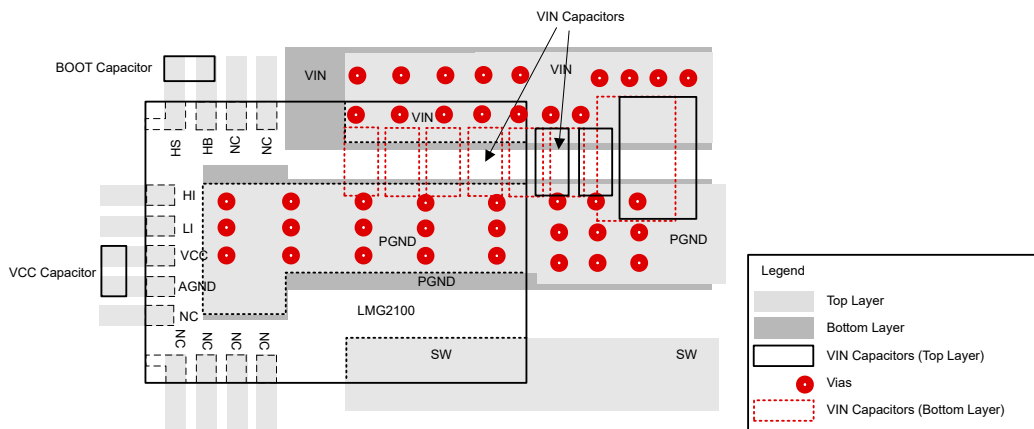 VIN Capacitors
BOOT Capacitor
VIN
VIN
VIN
HS
HB
NC
NC
HI
LI
VCC
AGND
NC
VCC Capacitor
PGND
PGND
PGND
LMG2100
NC
NC
NC
NC
SW
SW
Legend
Top Layer
Bottom Layer
VIN Capacitors (Top Layer)
Vias
VIN Capacitors (Bottom Layer)